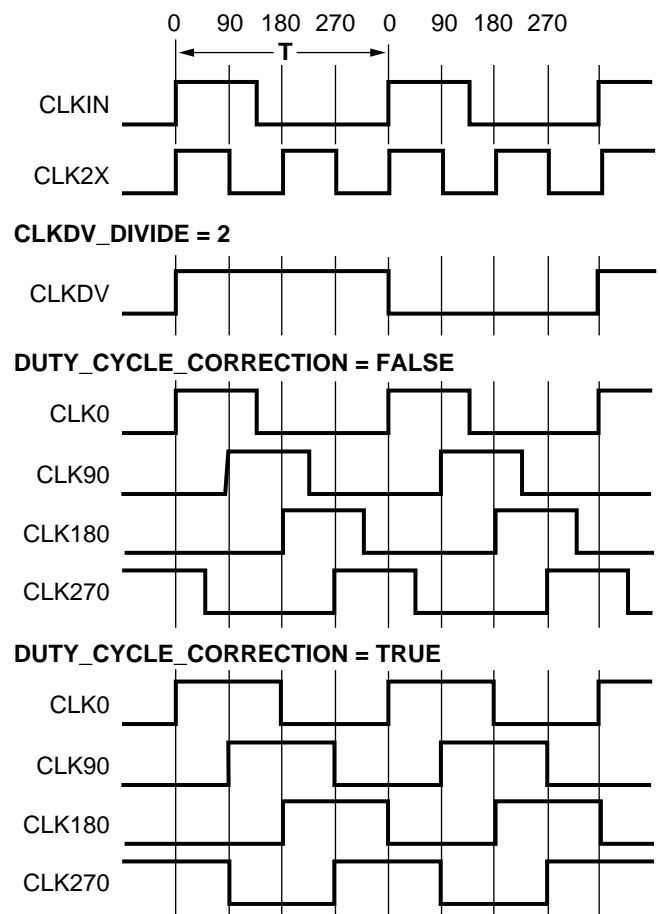 0 90 180 270 0 90 180 270
T
CLKIN
CLK2X
CLKDV_DIVIDE = 2
CLKDV
DUTY_CYCLE_CORRECTION = FALSE
CLK0
CLK90
CLK180
CLK270
DUTY_CYCLE_CORRECTION = TRUE
CLK0
CLK90
CLK180
CLK270